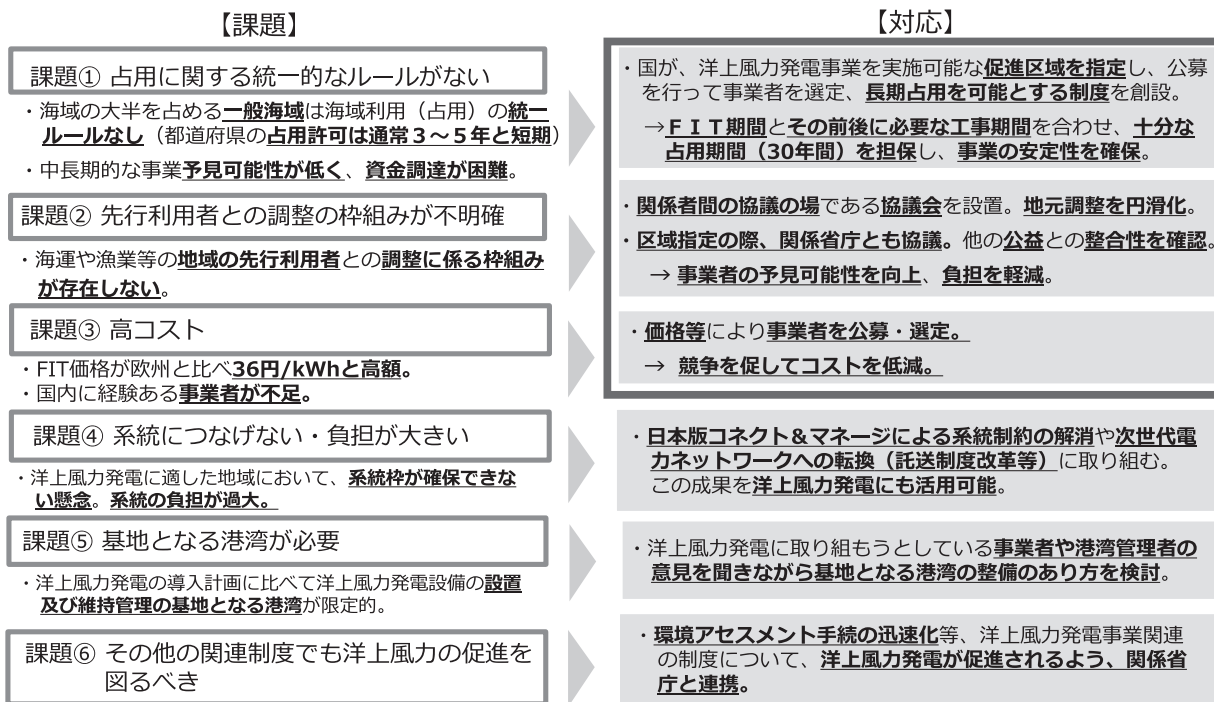 【課題】
【対応】
課題① 占用に関する統一的なルールがない
・海域の大半を占める一般海域は海域利用（占用）の統一
ルールなし（都道府県の占用許可は通常３～５年と短期）
・中長期的な事業予見可能性が低く、資金調達が困難。
・国が、洋上風力発電事業を実施可能な促進区域を指定し、公募
を行って事業者を選定、長期占用を可能とする制度を創設。
→ＦＩＴ期間とその前後に必要な工事期間を合わせ、十分な
占用期間（30年間）を担保し、事業の安定性を確保。
課題② 先行利用者との調整の枠組みが不明確
・海運や漁業等の地域の先行利用者との調整に係る枠組み
が存在しない。
・関係者間の協議の場である協議会を設置。地元調整を円滑化。
・区域指定の際、関係省庁とも協議。他の公益との整合性を確認。
→ 事業者の予見可能性を向上、負担を軽減。
課題③ 高コスト
・FIT価格が欧州と比べ36円/kWhと高額。
・国内に経験ある事業者が不足。
・価格等により事業者を公募・選定。
→ 競争を促してコストを低減。
課題④ 系統につなげない・負担が大きい
・洋上風力発電に適した地域において、系統枠が確保できな
い懸念。系統の負担が過大。
・日本版コネクト＆マネージによる系統制約の解消や次世代電
力ネットワークへの転換（託送制度改革等）に取り組む。
この成果を洋上風力発電にも活用可能。
課題⑤ 基地となる港湾が必要
・洋上風力発電の導入計画に比べて洋上風力発電設備の設置
及び維持管理の基地となる港湾が限定的。
・洋上風力発電に取り組もうとしている事業者や港湾管理者の
意見を聞きながら基地となる港湾の整備のあり方を検討。
課題⑥ その他の関連制度でも洋上風力の促進を
図るべき
・環境アセスメント手続の迅速化等、洋上風力発電事業関連
の制度について、洋上風力発電が促進されるよう、関係省
庁と連携。